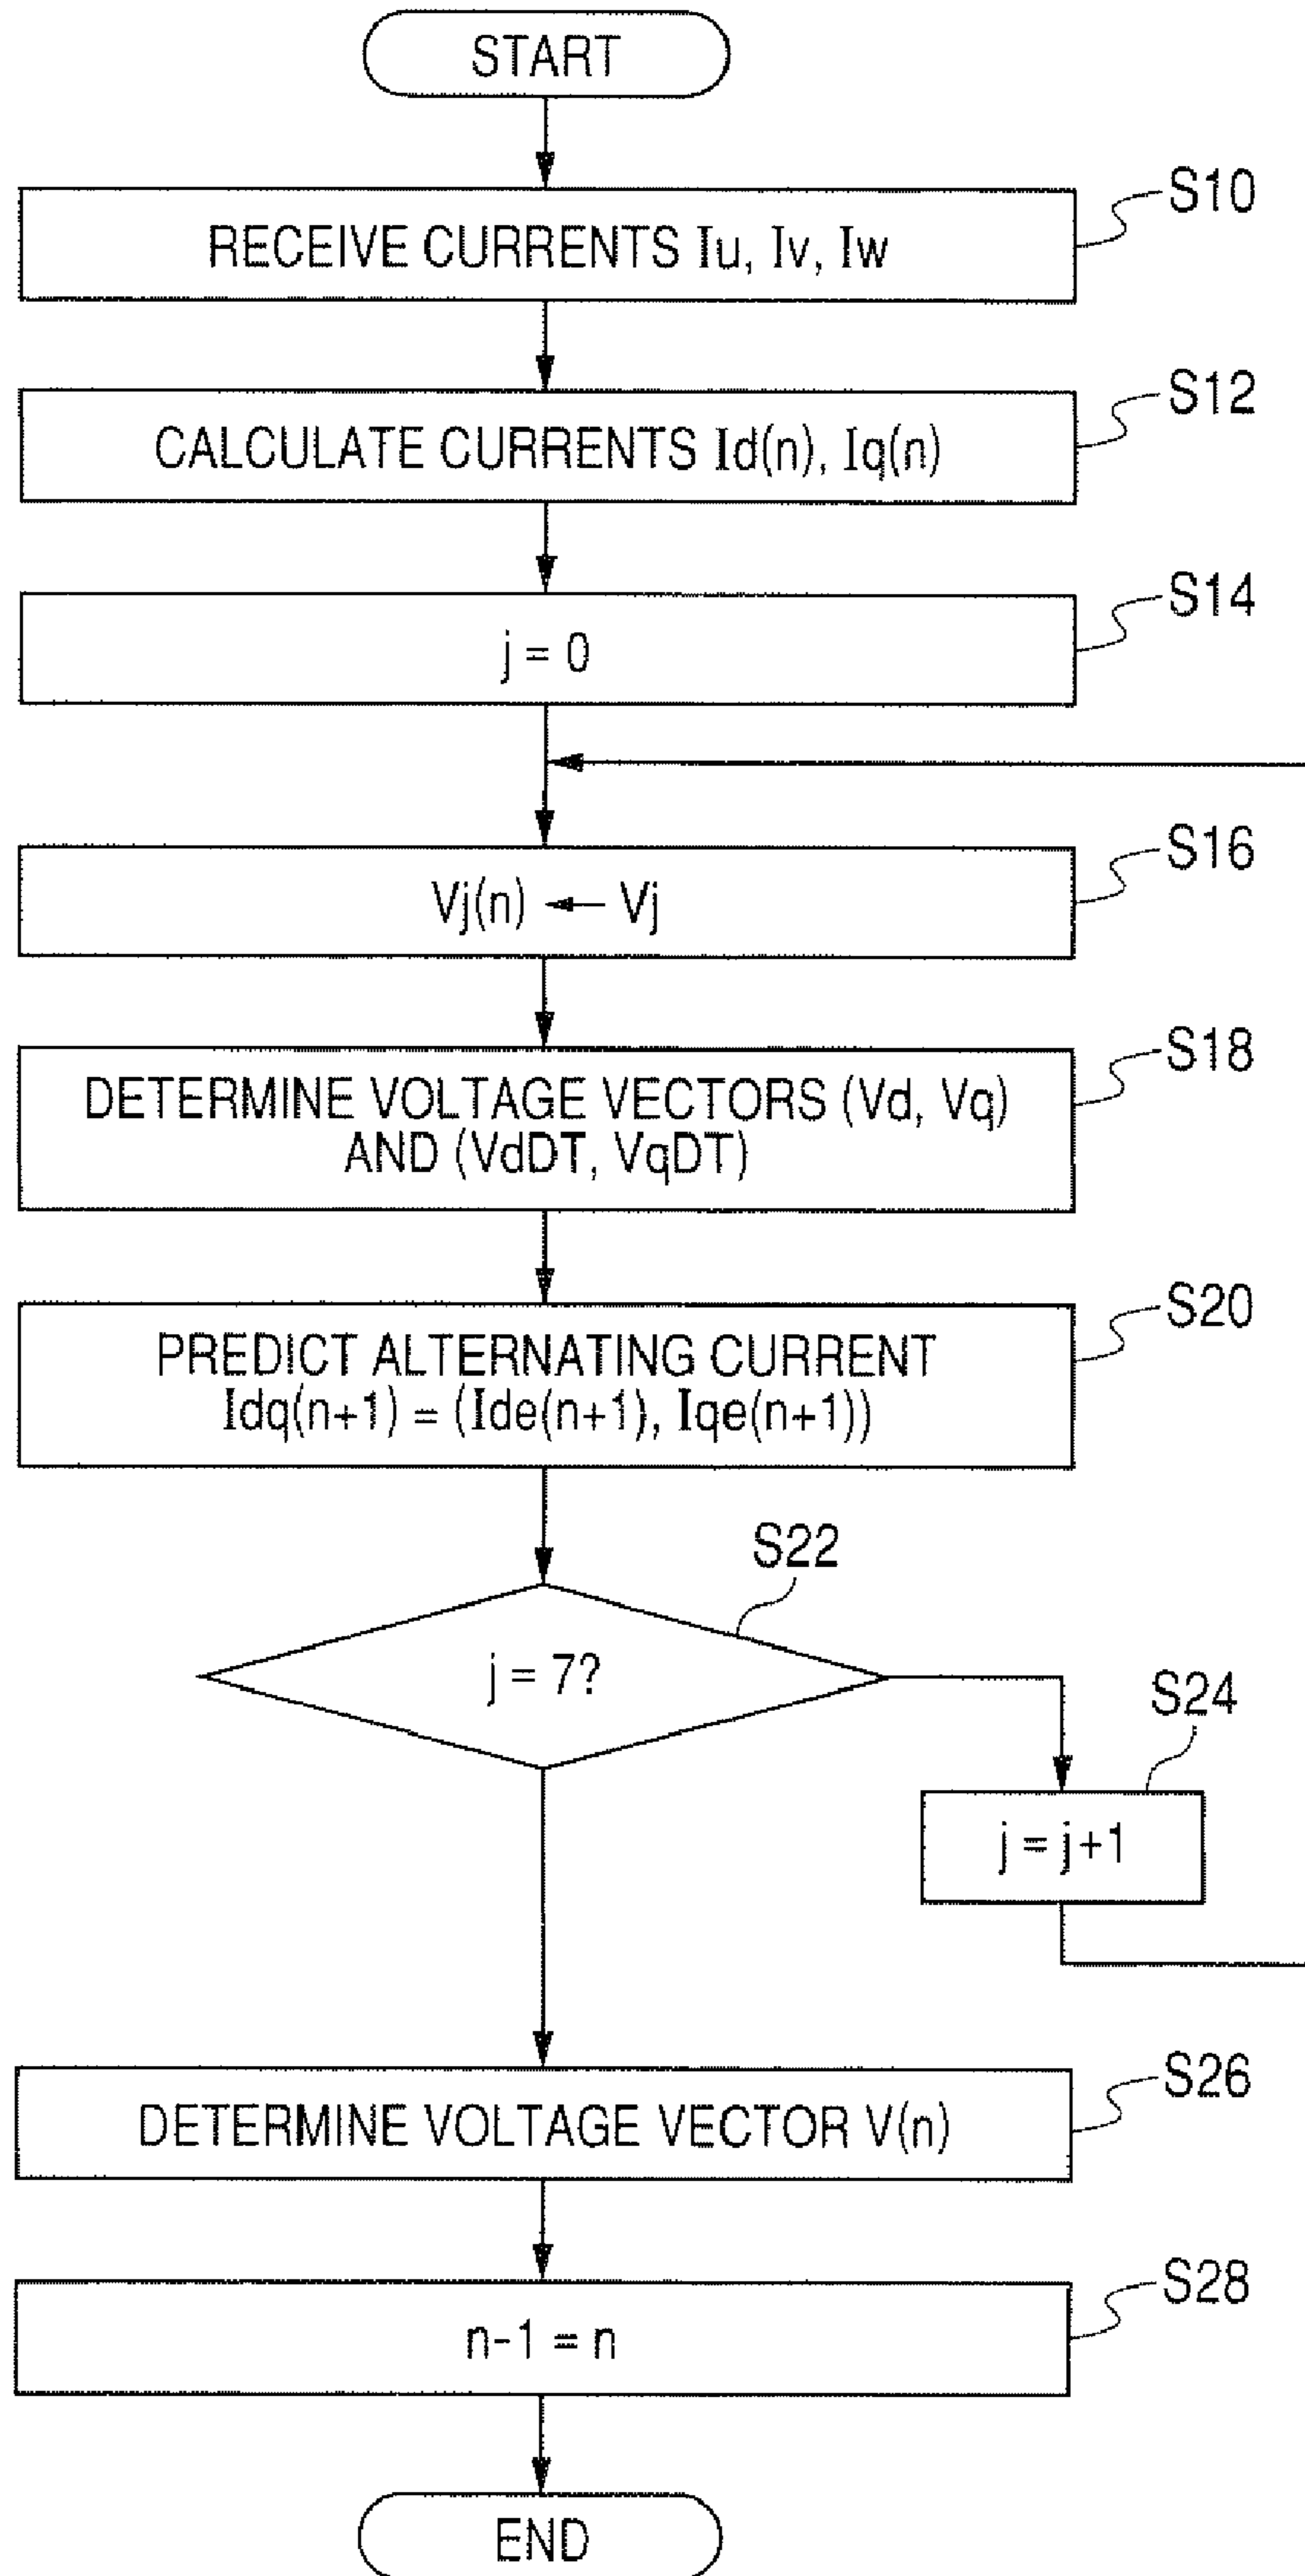 START
S10
RECEIVE CURRENTS Iu, Iv, Iw
S12
CALCULATE CURRENTS Id(n), Iq(n)
S14
j = 0
S16
Vj(n) ← Vj
S18
DETERMINE VOLTAGE VECTORS (Vd, Vq)
AND (VdDT, VqDT)
S20
PREDICT ALTERNATING CURRENT
Idq(n+1) = (Ide(n+1), Iqe(n+1))
S22
j = 7?
S24
j = j+1
S26
DETERMINE VOLTAGE VECTOR V(n)
S28
n-1 = n
END